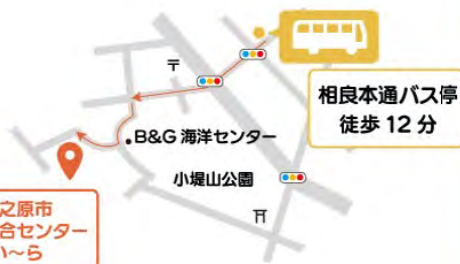 〒
相良本通バス停
徒歩 12 分
B&G 海洋センター
小堤山公園
之原市
合センター
い〜ら